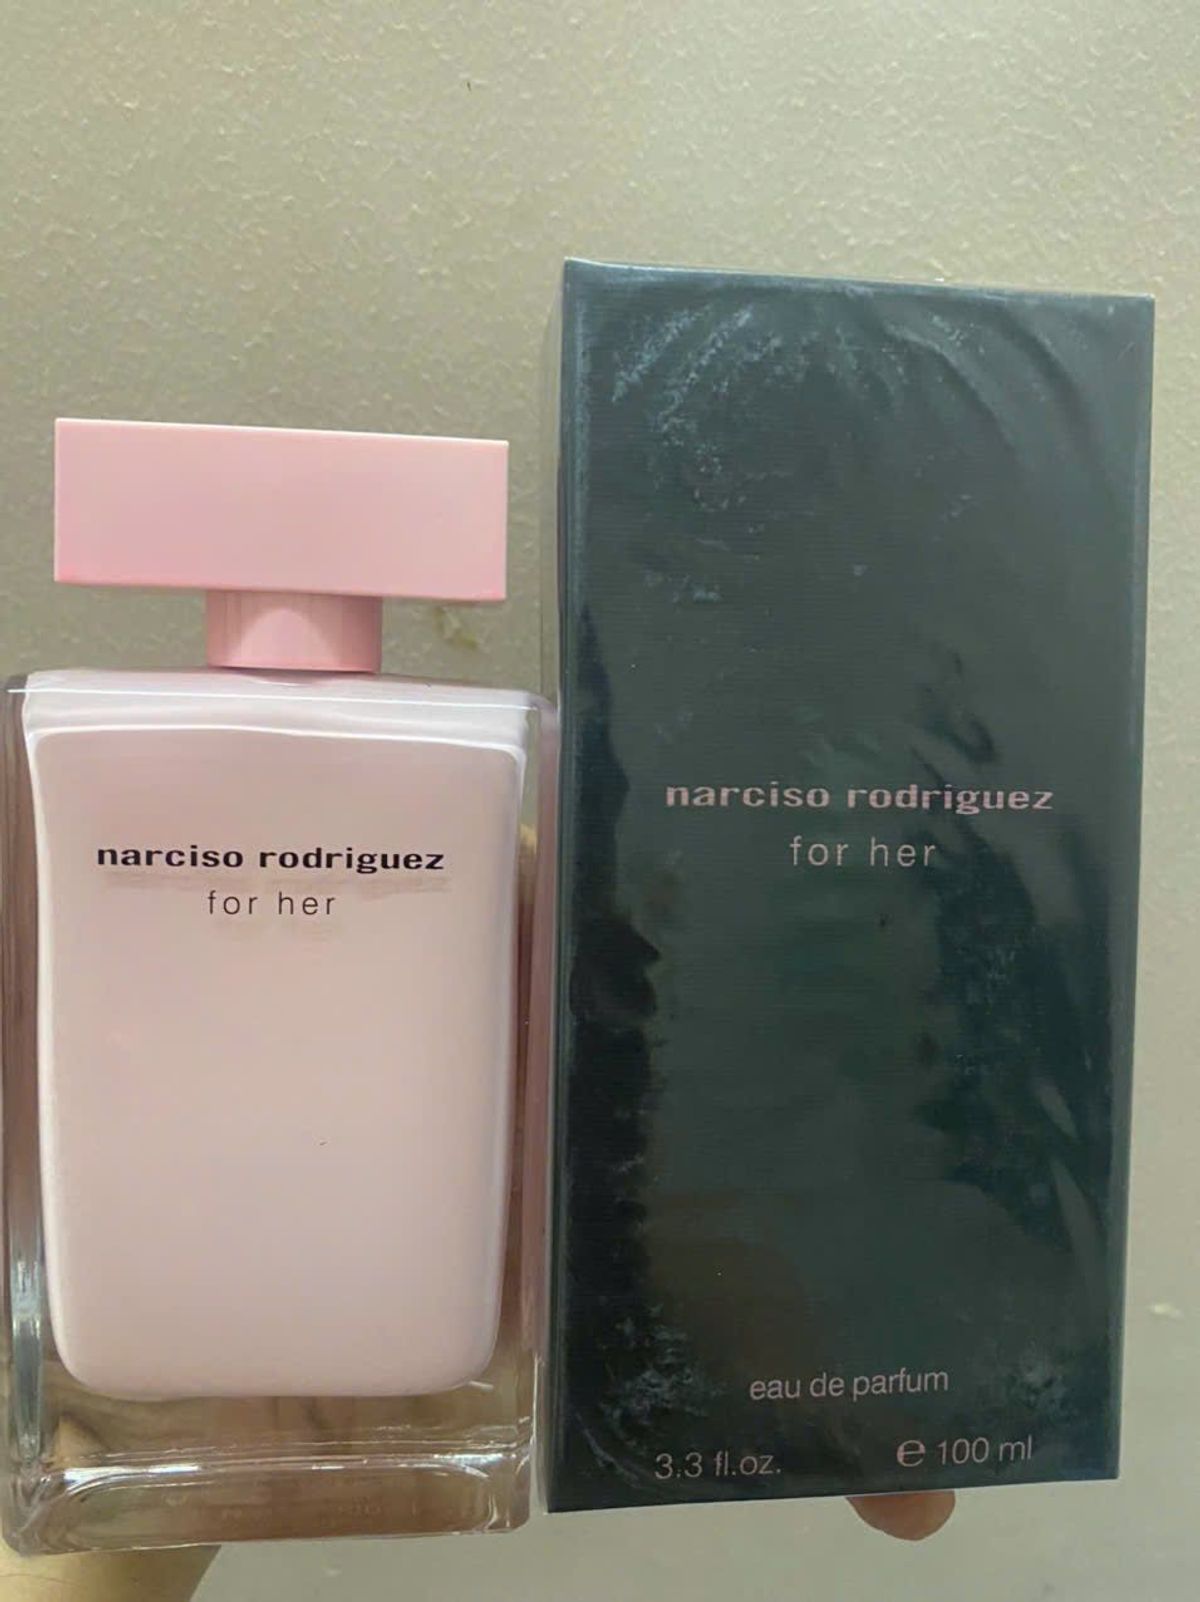 narciso rodriguez
for her
narciso rodriguez
for her
eau de parfum
3.3 fl.oz. e 100 ml